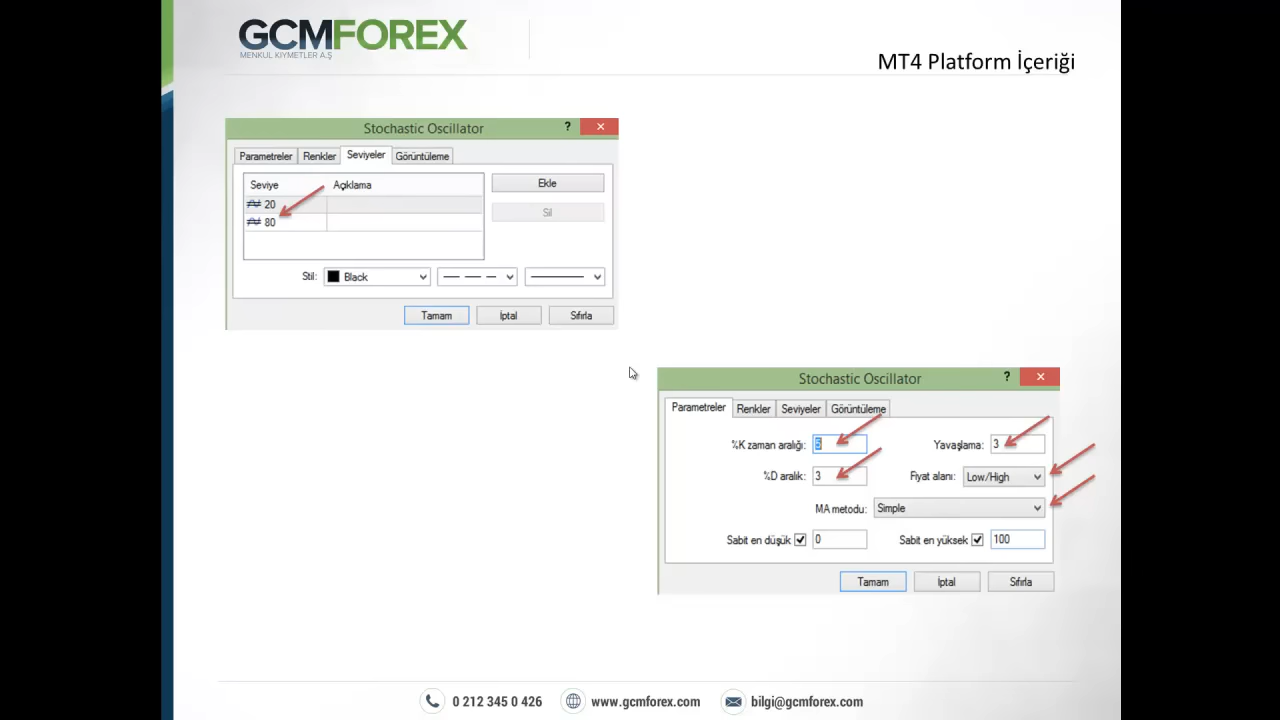 GCMFOREX
MENKUL KIYMETLER A.Ş
MT4 Platform İçeriği
Stochastic Oscillator
?
Parametreler Renkler Seviyeler Görüntüleme
Seviye Açıklama
20
80
Ekle
Sil
Stil: Black
Tamam İptal Sıfırla
Stochastic Oscillator
?
Parametreler Renkler Seviyeler Görüntüleme
%K zaman aralığı: 5 Yavaşlama: 3
%D aralık: 3 Fiyat alanı: Low/High
MA metodu: Simple
Sabit en düşük 0 Sabit en yüksek 100
Tamam İptal Sıfırla
0 212 345 0 426 www.gcmforex.com bilgi@gcmforex.com